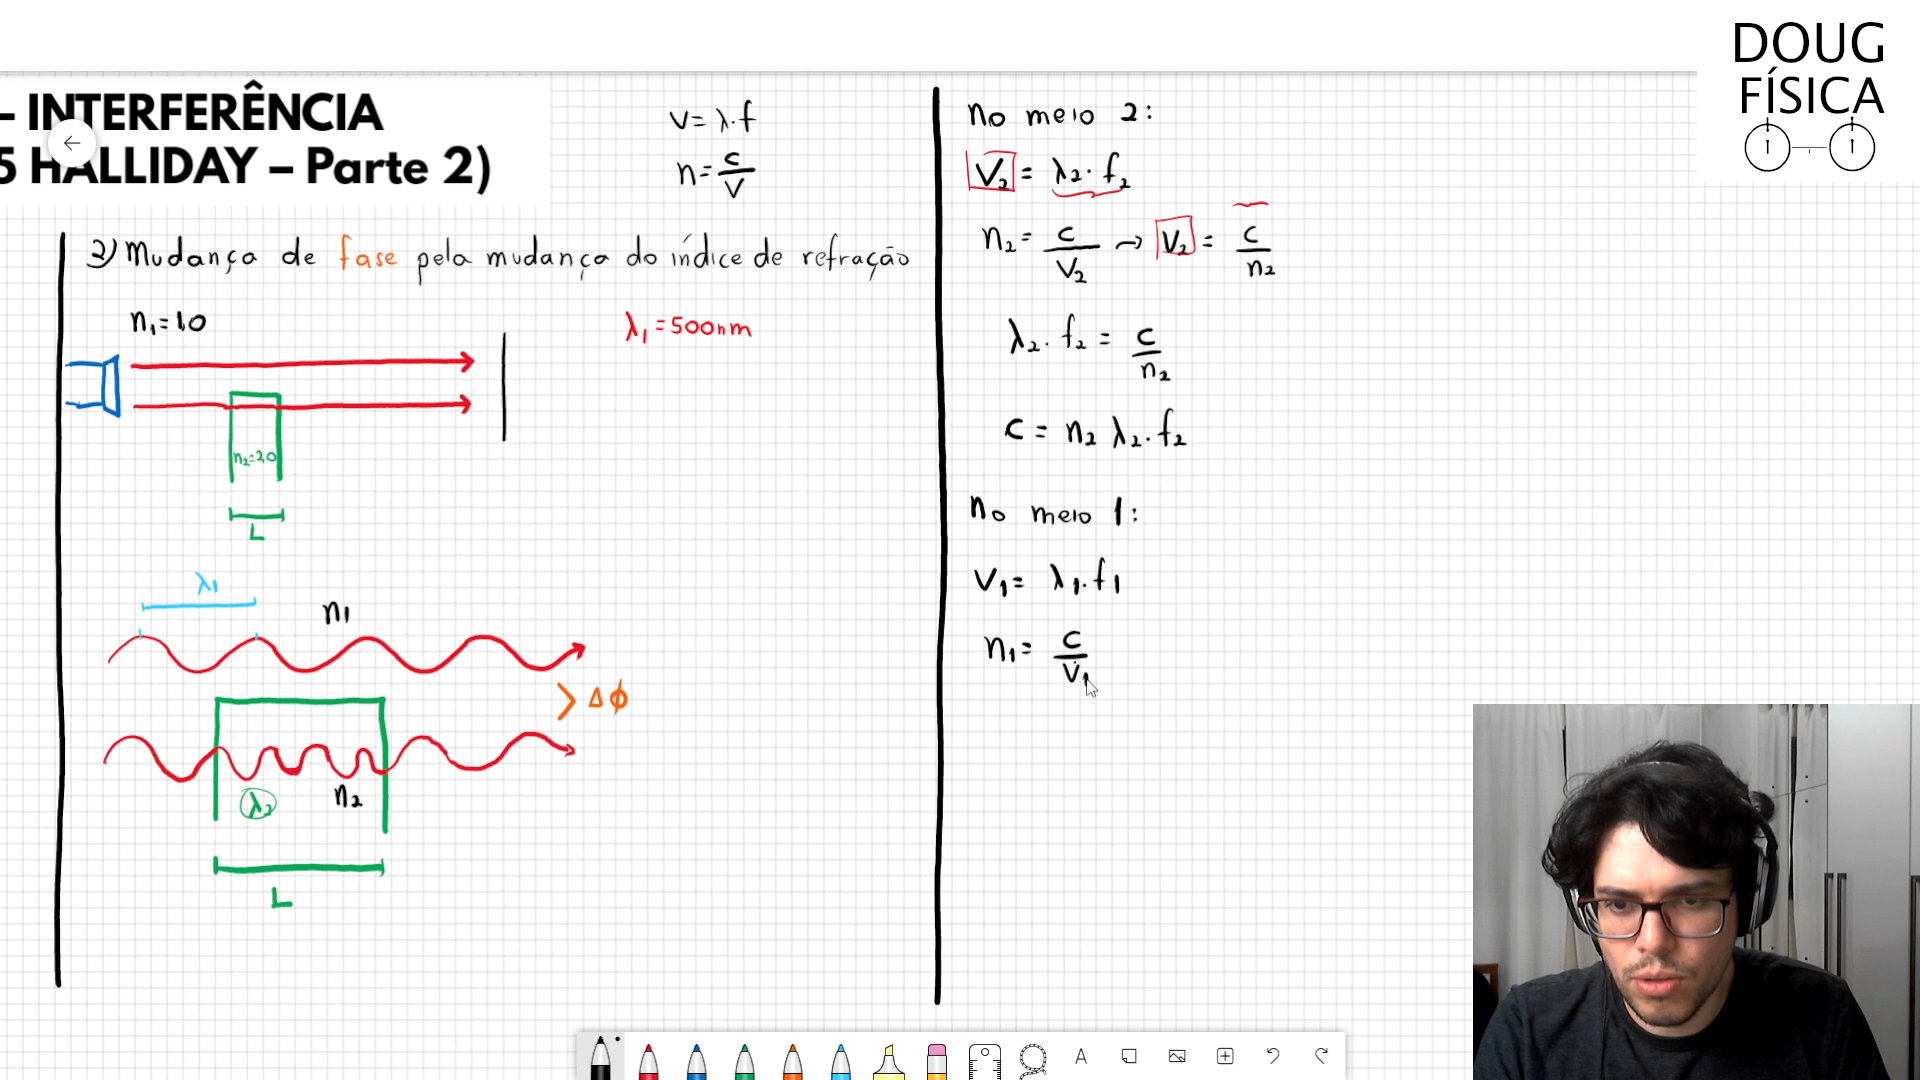 - INTERFERÊNCIA
5 HALLIDAY – Parte 2)
v=λ.f
n=c/v
2) Mudança de fase pela mudança do índice de refração
n₁=1,0
λ₁=500nm
n₂=2,0
L
λ₁
n₁
> Δϕ
λ₂
n₂
L
No meio 2:
V₂ = λ₂. f₂
n₂= c/V₂ → V₂ = c/n₂
λ₂. f₂ = c/n₂
c = n₂ λ₂. f₂
No meio 1:
V₁= λ₁.f₁
n₁= c/V₁
DOUG
FÍSICA
A